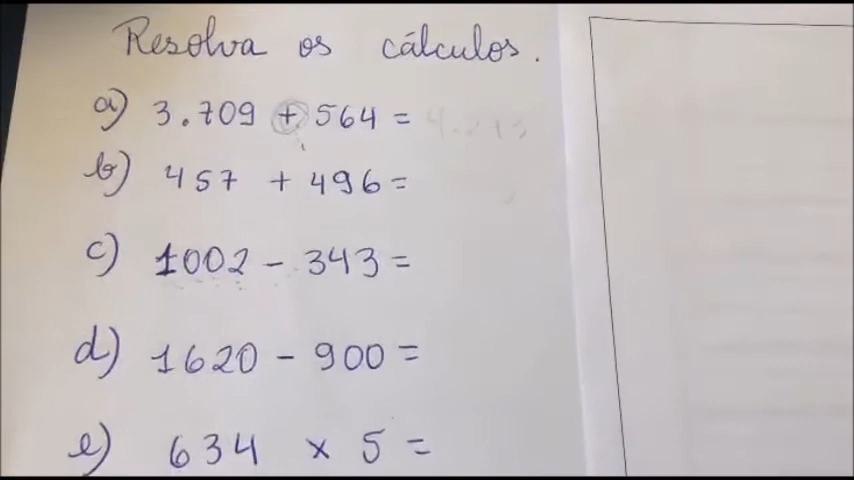 Resolva os cálculos.
a) 3.709 + 564 =
b) 457 + 496=
c) 1002 - 343 =
d) 1620 - 900 =
e) 634 x 5 =